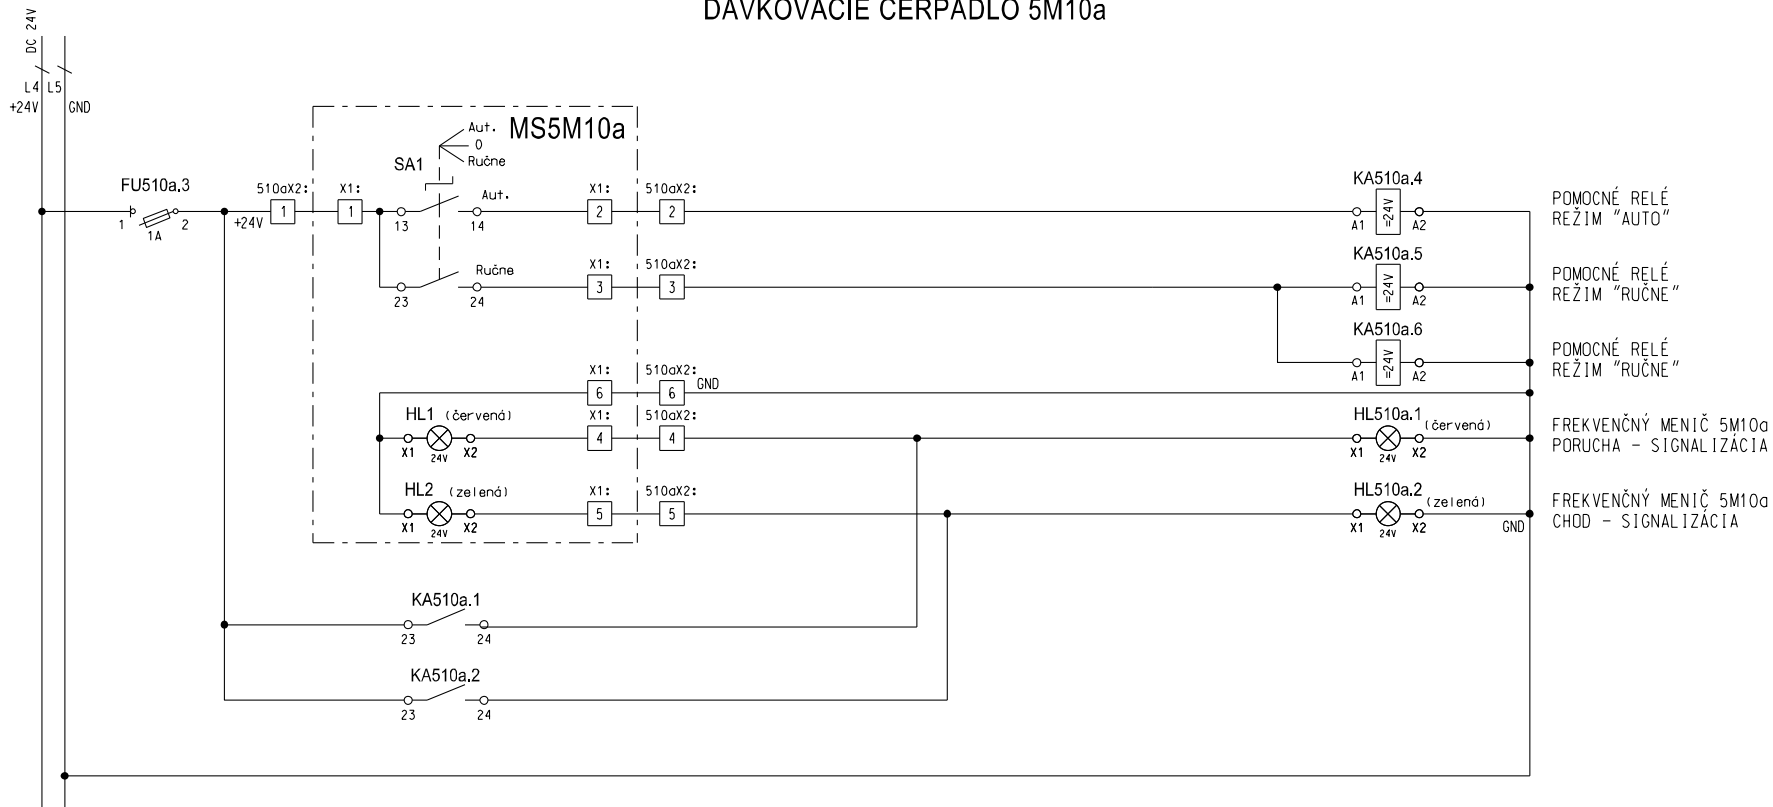 DÁVKOVACIE ČERPADLO 5M10a
DC 24V
L4 L5
+24V GND
MS5M10a
Aut.
0
Ručne
SA1
FU510a.3
1 2
1A
+24V
510aX2: X1:
1 1
13 14
Aut.
X1: 510aX2:
2 2
KA510a.4
A1 =24V A2
POMOCNÉ RELÉ
REŽIM "AUTO"
23 24
Ručne
X1: 510aX2:
3 3
KA510a.5
A1 =24V A2
POMOCNÉ RELÉ
REŽIM "RUČNE"
KA510a.6
A1 =24V A2
POMOCNÉ RELÉ
REŽIM "RUČNE"
X1: 510aX2:
6 6 GND
HL1 (červená)
X1 24V X2
X1: 510aX2:
4 4
HL510a.1 (červená)
X1 24V X2
FREKVENČNÝ MENIČ 5M10a
PORUCHA - SIGNALIZÁCIA
HL2 (zelená)
X1 24V X2
X1: 510aX2:
5 5
HL510a.2 (zelená)
X1 24V X2
GND
FREKVENČNÝ MENIČ 5M10a
CHOD - SIGNALIZÁCIA
KA510a.1
23 24
KA510a.2
23 24